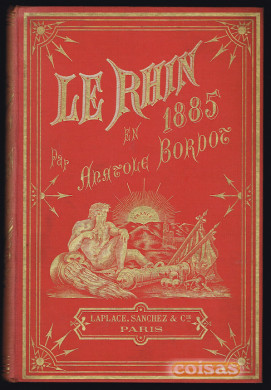 LE RHIN
EN 1885
PAR
ANATOLE BORDOT
LAPLACE, SANCHEZ & Cie
PARIS
coisas